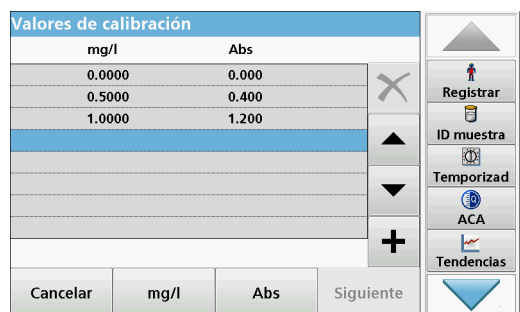 Valores de calibración
mg/l Abs
0.0000 0.000
0.5000 0.400
1.0000 1.200
Registrar
ID muestra
Temporizad
ACA
Tendencias
Cancelar mg/l Abs Siguiente